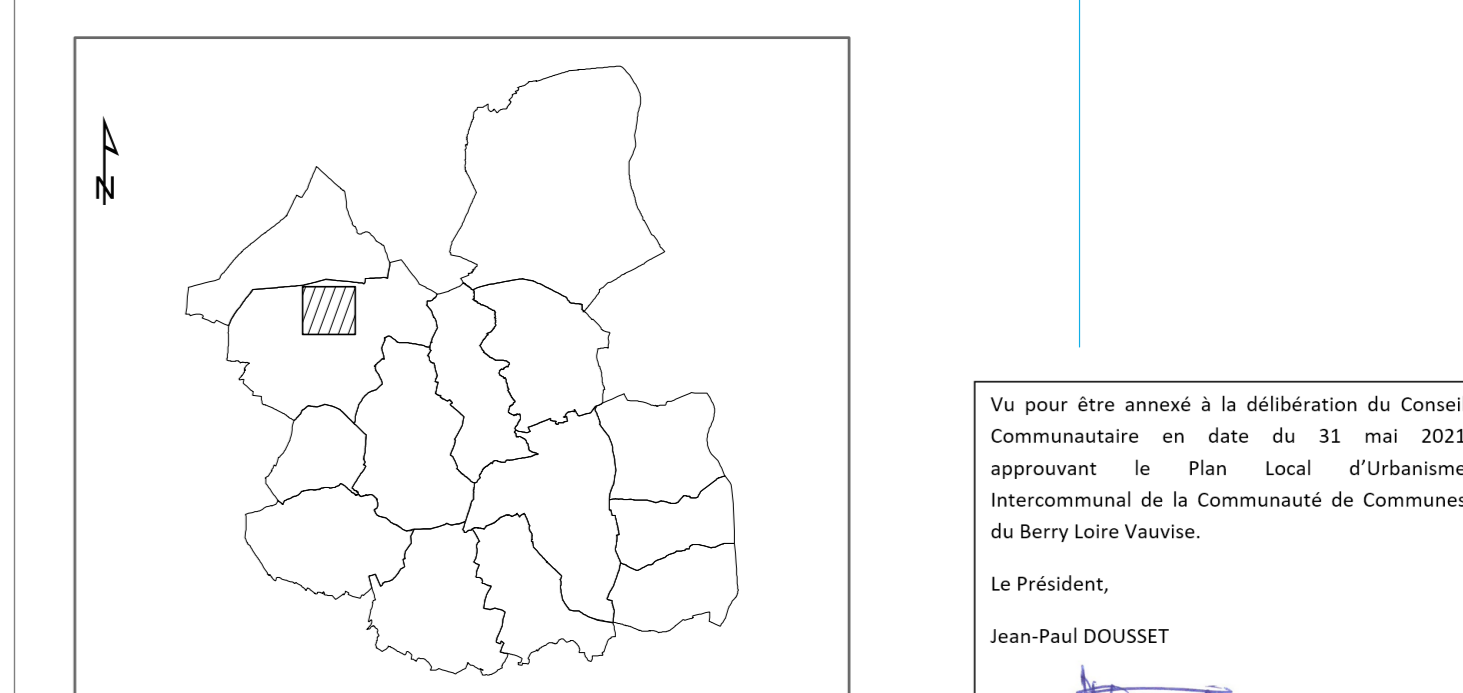 N
Vu pour être annexé à la délibération du Conseil
Communautaire en date du 31 mai 2021
approuvant le Plan Local d’Urbanisme
Intercommunal de la Communauté de Communes
du Berry Loire Vauvise.
Le Président,
Jean-Paul DOUSSET